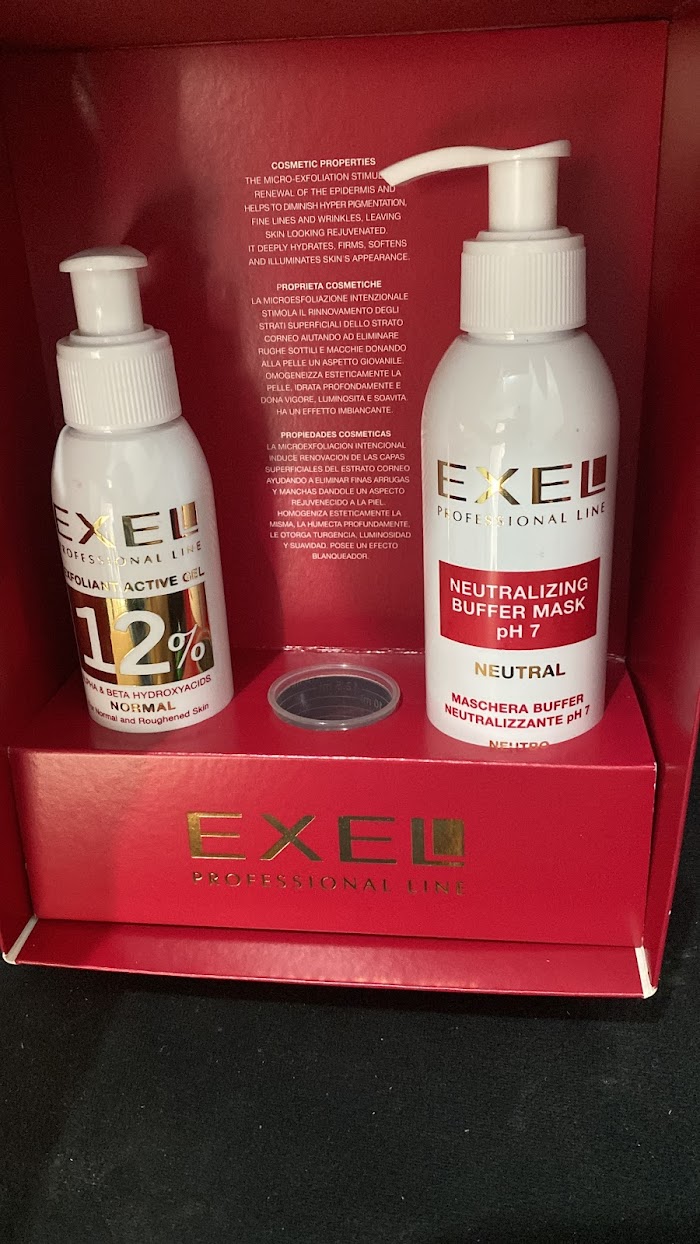 COSMETIC PROPERTIES
THE MICRO-EXFOLIATION
RENEWAL OF THE EPIDERMIS AND
HELPS TO DIMINISH HYPER PIGMENTATION,
FINE LINES AND WRINKLES, LEAVING
SKIN LOOKING REJUVENATED.
IT DEEPLY HYDRATES, FIRMS, SOFTENS
AND ILLUMINATES SKIN'S APPEARANCE.
PROPRIETA COSMETICHE
LA MICROESFOLIAZIONE INTENZIONALE
STIMOLA IL RINNOVAMENTO DEGLI
STRATI SUPERFICIALI DELLO STRATO
CORNEO AIUTANDO AD ELIMINARE
RUGHE SOTTILI E MACCHIE DONANDO
ALLA PELLE UN ASPETTO GIOVANILE.
OMOGENEIZZA ESTETICAMENTE LA
PELLE, IDRATA PROFONDAMENTE E
DONA VIGORE, LUMINOSITA E SOAVITA.
HA UN EFFETTO IMBIANCANTE.
PROPIEDADES COSMETICAS
LA MICROEXFOLIACION INTENCIONAL
INDUCE RENOVACION DE LAS CAPAS
SUPERFICIALES DEL ESTRATO CORNEO
AYUDANDO A ELIMINAR FINAS ARRUGAS
Y MANCHAS DANDOLE UN ASPECTO
REJUVENECIDO A LA PIEL.
HOMOGENIZA ESTETICAMENTE LA
MISMA, LA HUMECTA PROFUNDAMENTE.
LE OTORGA TURGENCIA, LUMINOSIDAD
Y SUAVIDAD. POSEE UN EFECTO
BLANQUEADOR.
EXEL
PROFESSIONAL LINE
EXFOLIANT ACTIVE GEL
12%
ALPHA & BETA HYDROXYACIDS
NORMAL
For Normal and Roughened Skin
EXEL
PROFESSIONAL LINE
NEUTRALIZING
BUFFER MASK
pH 7
NEUTRAL
MASCHERA BUFFER
NEUTRALIZZANTE pH 7
NEUTRO
EXEL
PROFESSIONAL LINE